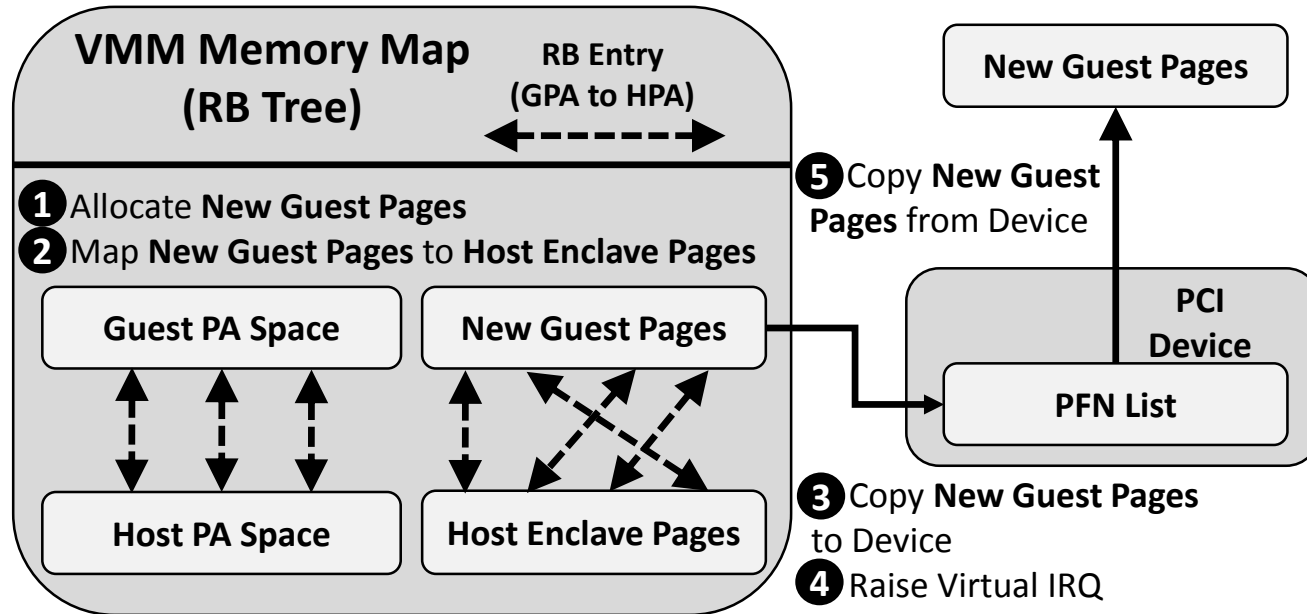 VMM Memory Map
(RB Tree)
RB Entry
(GPA to HPA)
1 Allocate New Guest Pages
2 Map New Guest Pages to Host Enclave Pages
Guest PA Space
New Guest Pages
Host PA Space
Host Enclave Pages
New Guest Pages
5 Copy New Guest
Pages from Device
PCI
Device
PFN List
3 Copy New Guest Pages
to Device
4 Raise Virtual IRQ